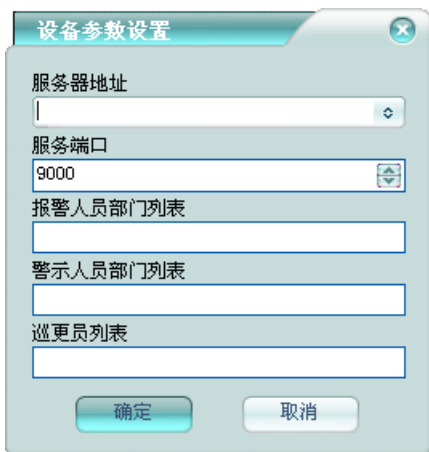 设备参数设置
服务器地址
服务端口
9000
报警人员部门列表
警示人员部门列表
巡更员列表
确定
取消